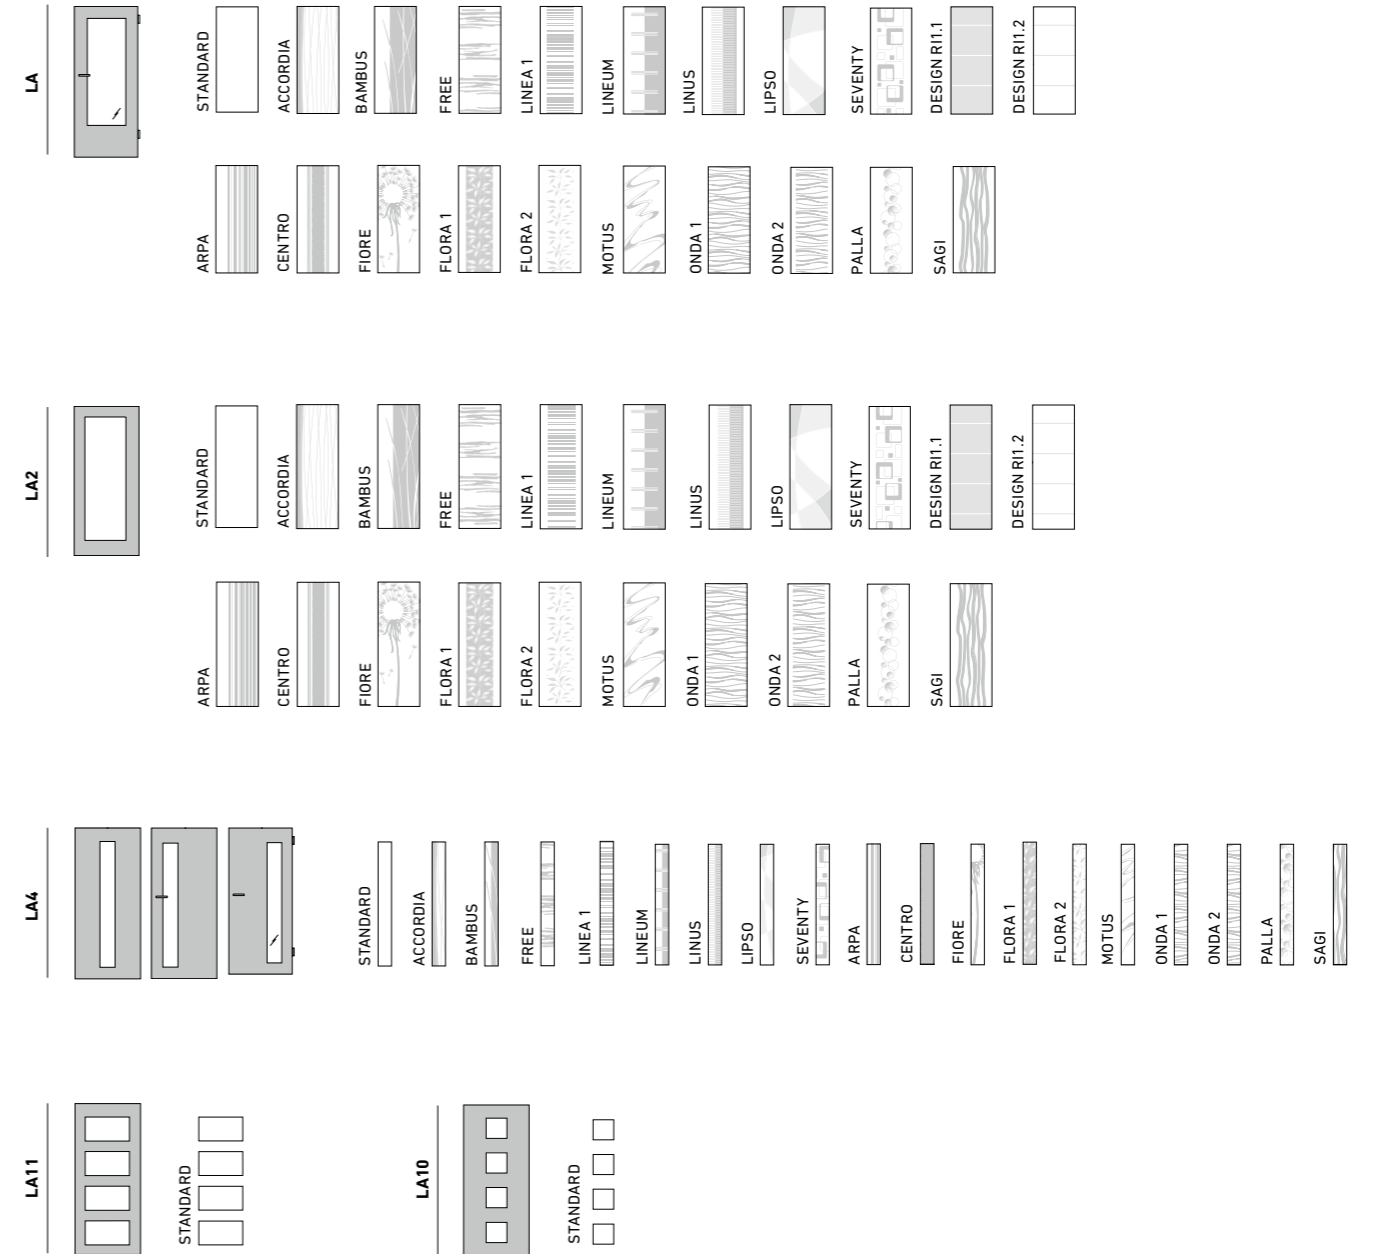 LA
STANDARD
ACCORDIA
BAMBUS
FREE
LINEA 1
LINEUM
LINUS
LIPSO
SEVENTY
DESIGN RI1.1
DESIGN RI1.2
ARPA
CENTRO
FIORE
FLORA 1
FLORA 2
MOTUS
ONDA 1
ONDA 2
PALLA
SAGI
LA2
STANDARD
ACCORDIA
BAMBUS
FREE
LINEA 1
LINEUM
LINUS
LIPSO
SEVENTY
DESIGN RI1.1
DESIGN RI1.2
ARPA
CENTRO
FIORE
FLORA 1
FLORA 2
MOTUS
ONDA 1
ONDA 2
PALLA
SAGI
LA4
STANDARD
ACCORDIA
BAMBUS
FREE
LINEA 1
LINEUM
LINUS
LIPSO
SEVENTY
ARPA
CENTRO
FIORE
FLORA 1
FLORA 2
MOTUS
ONDA 1
ONDA 2
PALLA
SAGI
LA11
STANDARD
LA10
STANDARD